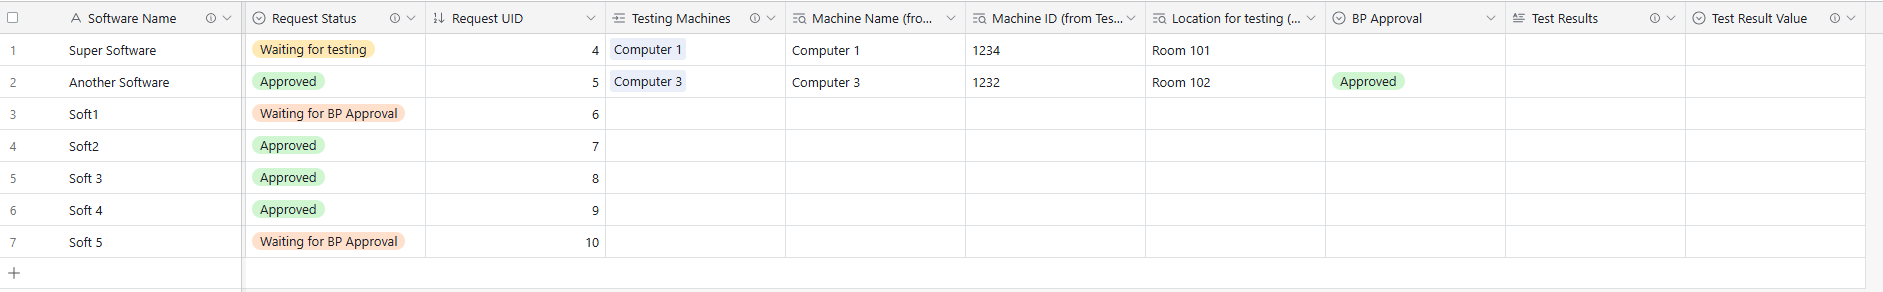 Software Name Request Status Request UID Testing Machines Machine Name (fro... Machine ID (from Tes... Location for testing (... BP Approval Test Results Test Result Value
1 Super Software Waiting for testing 4 Computer 1 Computer 1 1234 Room 101
2 Another Software Approved 5 Computer 3 Computer 3 1232 Room 102 Approved
3 Soft1 Waiting for BP Approval 6
4 Soft2 Approved 7
5 Soft 3 Approved 8
6 Soft 4 Approved 9
7 Soft 5 Waiting for BP Approval 10